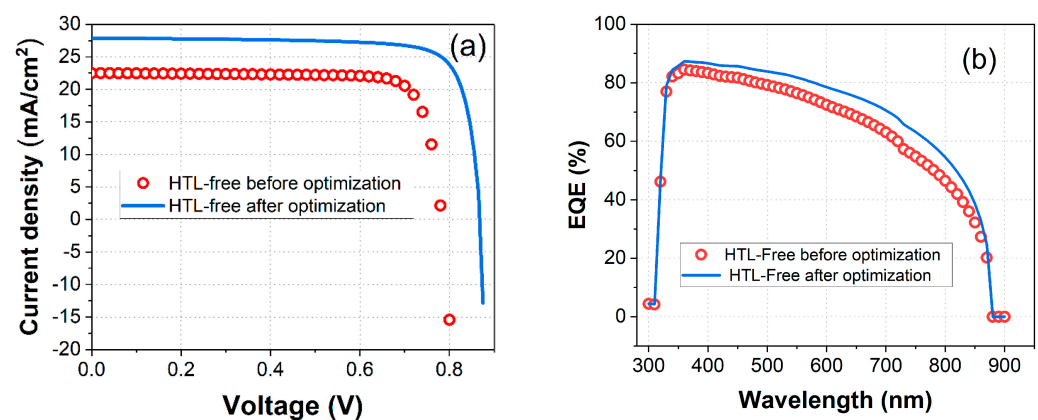 (a)
Current density (mA/cm²)
30
25
20
15
10
5
0
-5
-10
-15
-20
HTL-free before optimization
HTL-free after optimization
0.0 0.2 0.4 0.6 0.8
Voltage (V)
(b)
EQE (%)
100
80
60
40
20
0
HTL-Free before optimization
HTL-Free after optimization
300 400 500 600 700 800 900
Wavelength (nm)